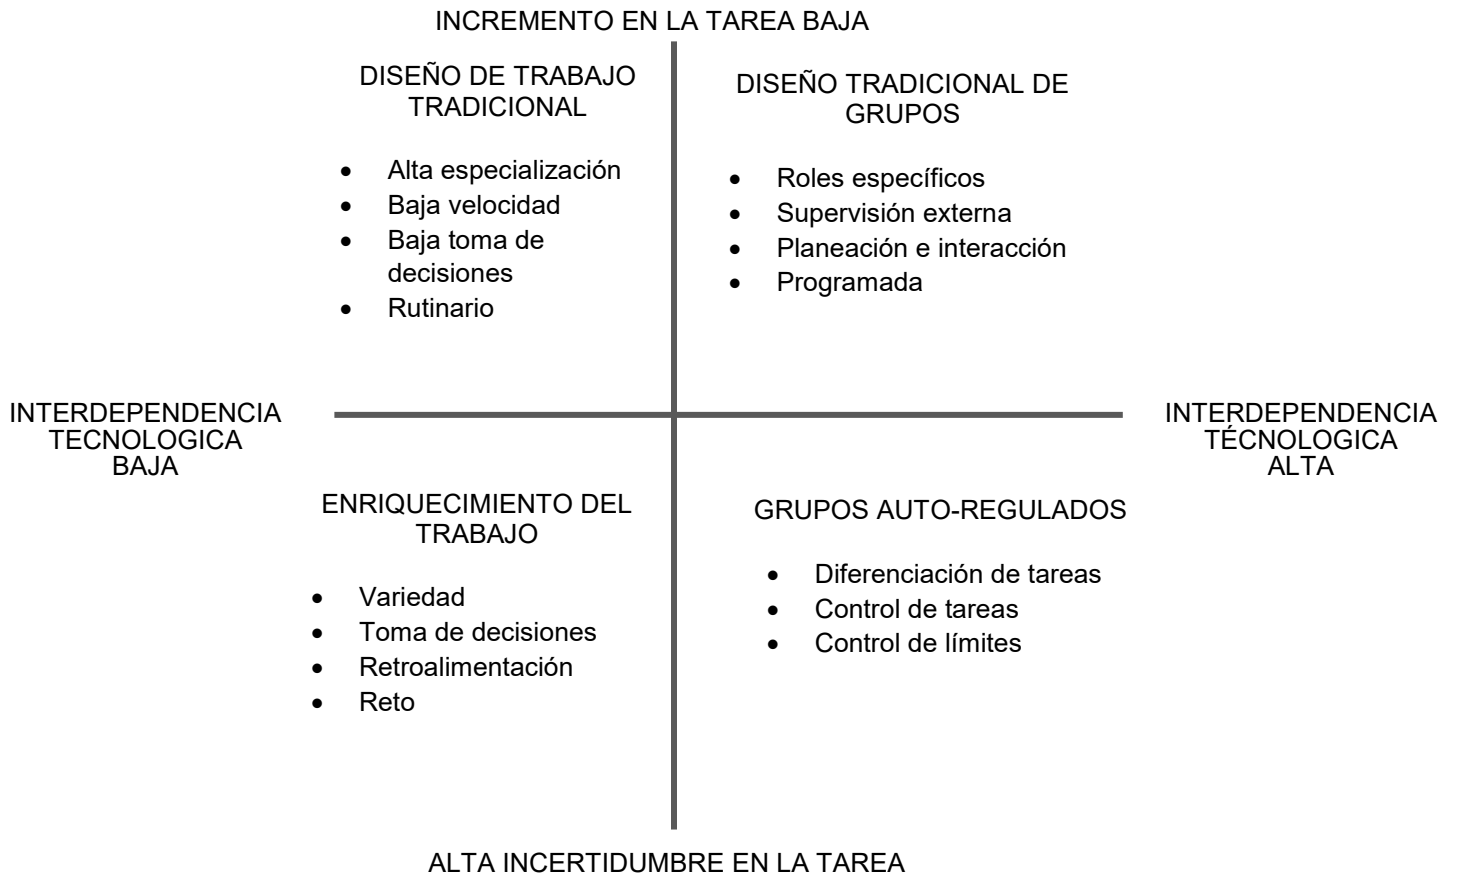 INCREMENTO EN LA TAREA BAJA
DISEÑO DE TRABAJO
TRADICIONAL
• Alta especialización
• Baja velocidad
• Baja toma de
decisiones
• Rutinario
DISEÑO TRADICIONAL DE
GRUPOS
• Roles específicos
• Supervisión externa
• Planeación e interacción
• Programada
INTERDEPENDENCIA
TECNOLOGICA
BAJA
INTERDEPENDENCIA
TÉCNOLOGICA
ALTA
ENRIQUECIMIENTO DEL
TRABAJO
• Variedad
• Toma de decisiones
• Retroalimentación
• Reto
GRUPOS AUTO-REGULADOS
• Diferenciación de tareas
• Control de tareas
• Control de límites
ALTA INCERTIDUMBRE EN LA TAREA